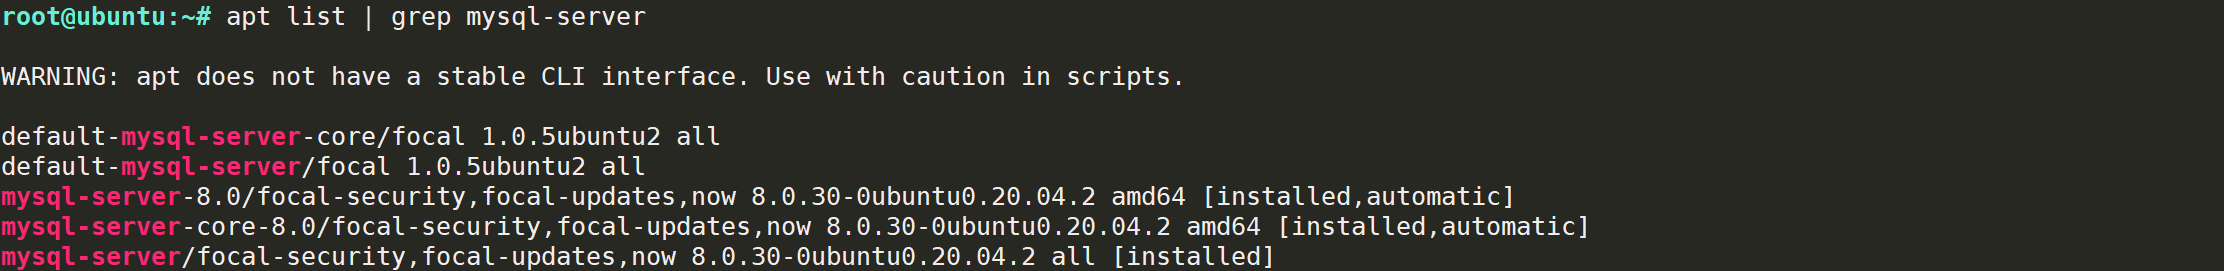 root@ubuntu:~# apt list | grep mysql-server
WARNING: apt does not have a stable CLI interface. Use with caution in scripts.
default-mysql-server-core/focal 1.0.5ubuntu2 all
default-mysql-server/focal 1.0.5ubuntu2 all
mysql-server-8.0/focal-security,focal-updates,now 8.0.30-0ubuntu0.20.04.2 amd64 [installed,automatic]
mysql-server-core-8.0/focal-security,focal-updates,now 8.0.30-0ubuntu0.20.04.2 amd64 [installed,automatic]
mysql-server/focal-security,focal-updates,now 8.0.30-0ubuntu0.20.04.2 all [installed]